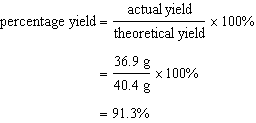 percentage yield = actual yield / theoretical yield × 100%
= 36.9 g / 40.4 g × 100%
= 91.3%